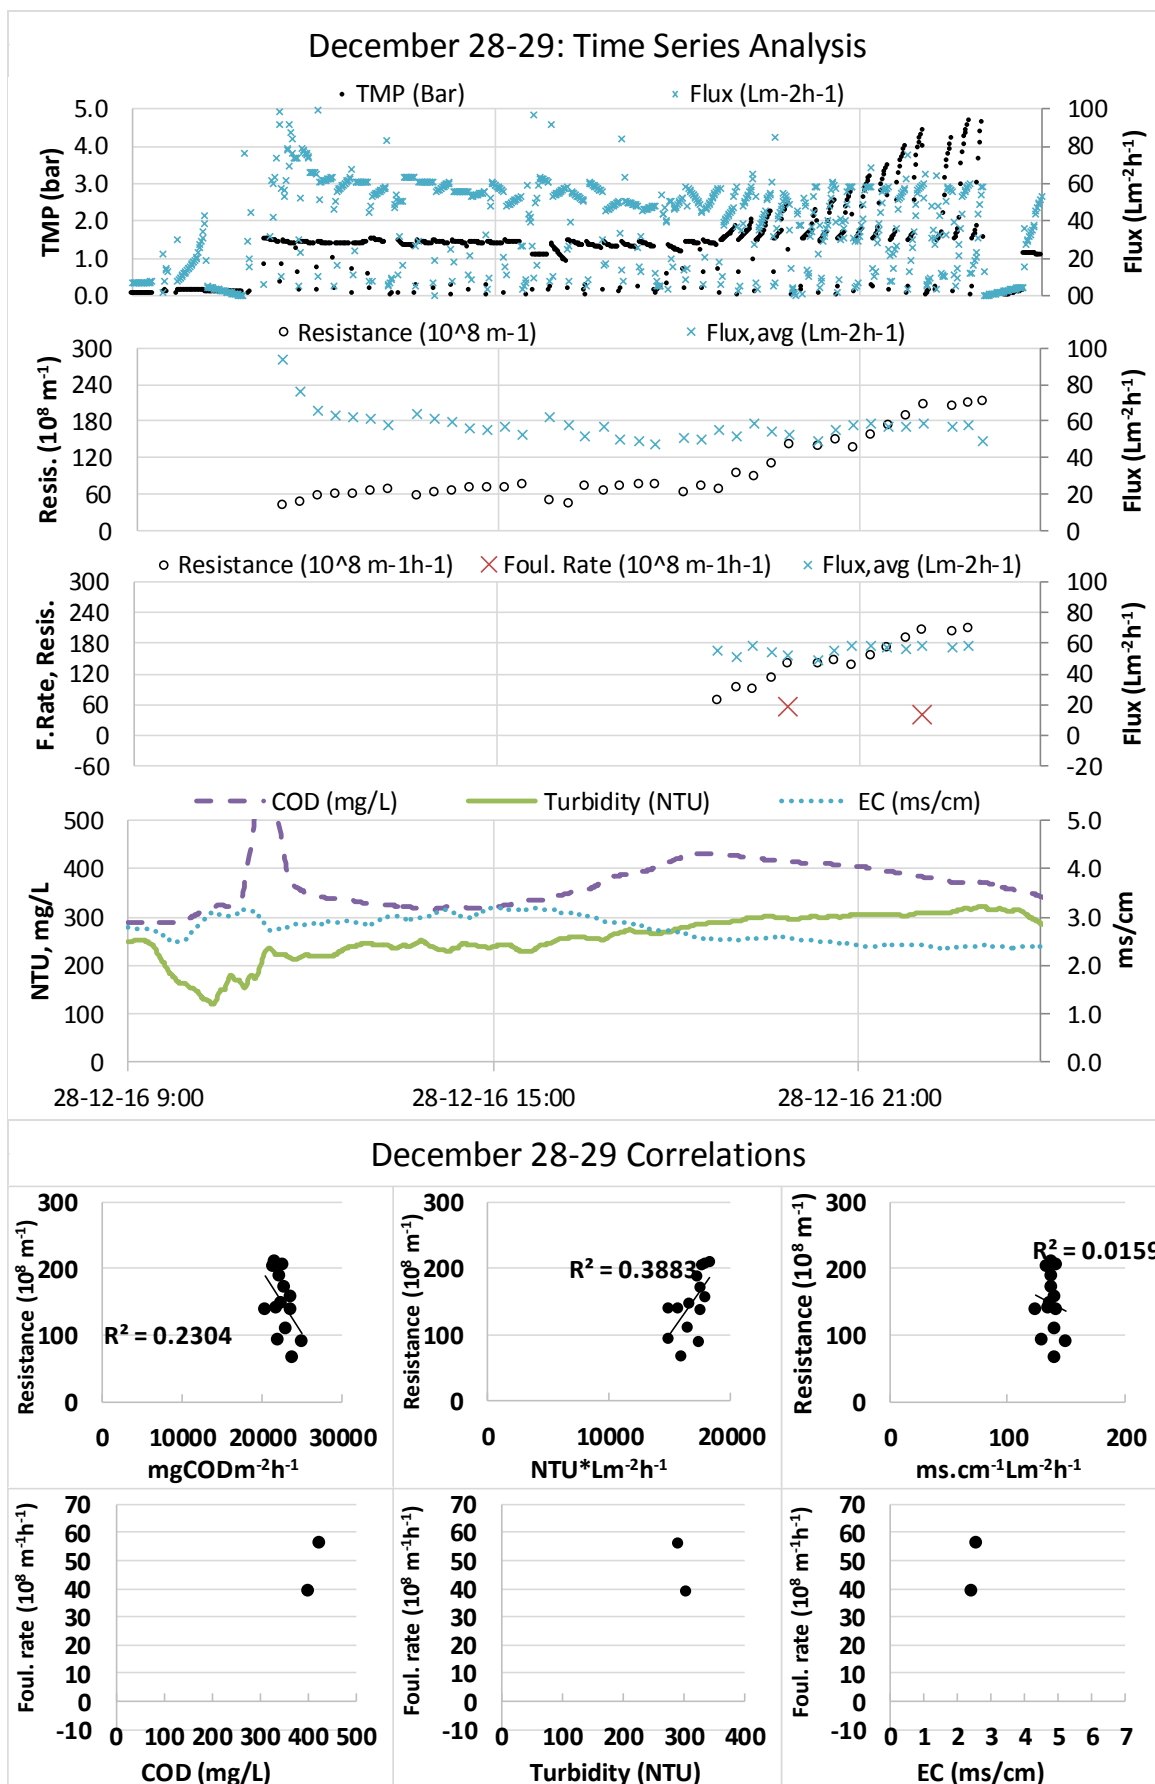 December 28-29: Time Series Analysis
TMP (Bar) Flux (Lm-2h-1)
5.0 100
4.0 80
3.0 60
2.0 40
1.0 20
0.0 00
TMP (bar)
Flux (Lm-2h-1)
Resistance (10^8 m-1) Flux,avg (Lm-2h-1)
300 100
240 80
180 60
120 40
60 20
0 0
Resis. (10⁸ m⁻¹)
Flux (Lm⁻²h⁻¹)
Resistance (10^8 m-1h-1) Foul. Rate (10^8 m-1h-1) Flux,avg (Lm-2h-1)
300 100
240 80
180 60
120 40
60 20
0 0
-60 -20
F.Rate, Resis.
Flux (Lm⁻²h⁻¹)
COD (mg/L) Turbidity (NTU) EC (ms/cm)
500 5.0
400 4.0
300 3.0
200 2.0
100 1.0
0 0.0
NTU, mg/L
ms/cm
28-12-16 9:00 28-12-16 15:00 28-12-16 21:00
December 28-29 Correlations
Resistance (10⁸ m⁻¹)
300
200
100
0
R² = 0.2304
0 10000 20000 30000
mgCODm⁻²h⁻¹
Resistance (10⁸ m⁻¹)
300
200
100
0
R² = 0.3883
0 10000 20000
NTU*Lm⁻²h⁻¹
Resistance (10⁸ m⁻¹)
300
200
100
0
R² = 0.0159
0 100 200
ms.cm⁻¹Lm⁻²h⁻¹
Foul. rate (10⁸ m⁻¹h⁻¹)
70
60
50
40
30
20
10
0
-10
0 100 200 300 400 500
COD (mg/L)
Foul. rate (10⁸ m⁻¹h⁻¹)
70
60
50
40
30
20
10
0
-10
0 100 200 300 400
Turbidity (NTU)
Foul. rate (10⁸ m⁻¹h⁻¹)
70
60
50
40
30
20
10
0
-10
0 1 2 3 4 5 6 7
EC (ms/cm)